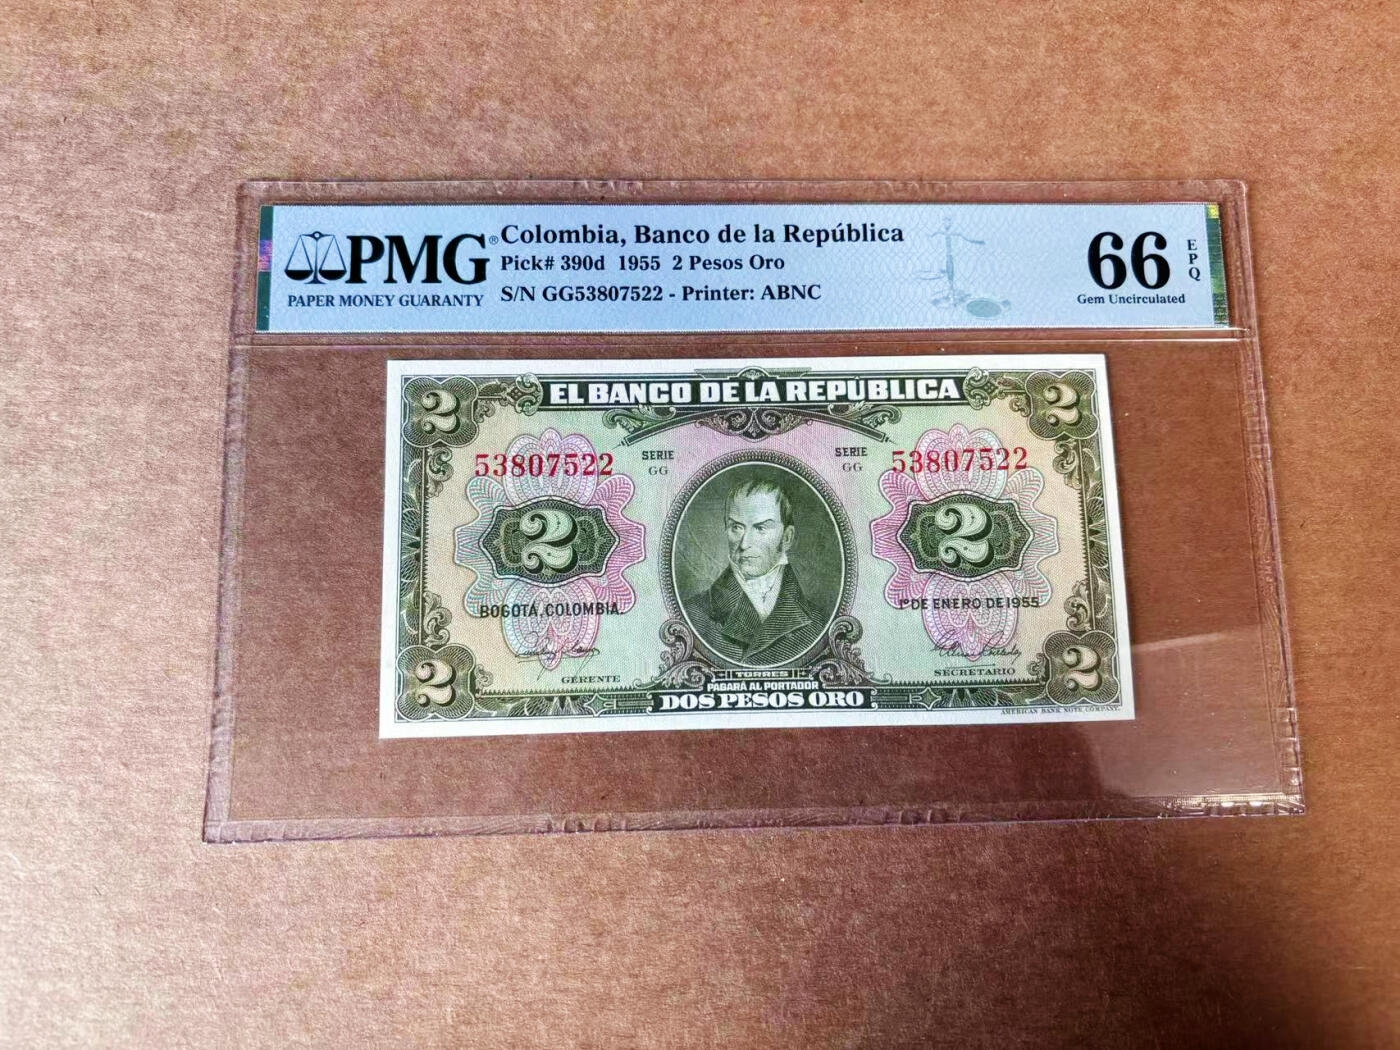 PMG®
PAPER MONEY GUARANTY
Colombia, Banco de la República
Pick# 390d 1955 2 Pesos Oro
S/N GG53807522 - Printer: ABNC
66 EPQ
Gem Uncirculated
2 EL BANCO DE LA REPÚBLICA 2
53807522 SERIE GG SERIE GG 53807522
2 2
BOGOTÁ, COLOMBIA. 1º DE ENERO DE 1955
GERENTE SECRETARIO
TORRES
PAGARÁ AL PORTADOR
2 DOS PESOS ORO 2
AMERICAN BANK NOTE COMPANY.